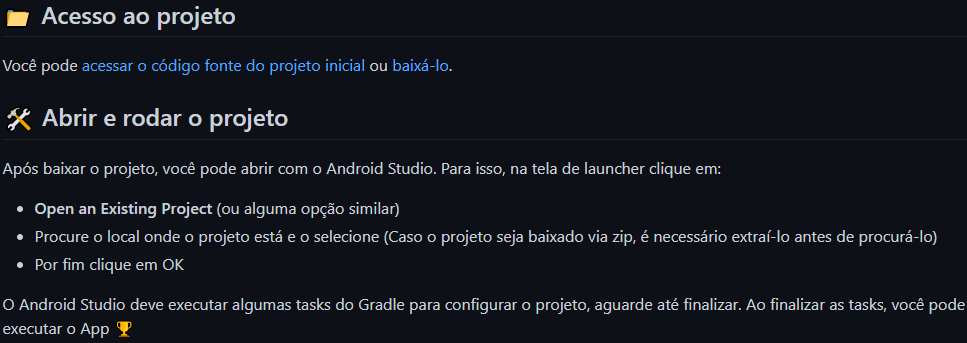 📁 Acesso ao projeto
Você pode acessar o código fonte do projeto inicial ou baixá-lo.
🛠️ Abrir e rodar o projeto
Após baixar o projeto, você pode abrir com o Android Studio. Para isso, na tela de launcher clique em:
• Open an Existing Project (ou alguma opção similar)
• Procure o local onde o projeto está e o selecione (Caso o projeto seja baixado via zip, é necessário extraí-lo antes de procurá-lo)
• Por fim clique em OK
O Android Studio deve executar algumas tasks do Gradle para configurar o projeto, aguarde até finalizar. Ao finalizar as tasks, você pode
executar o App 🏆